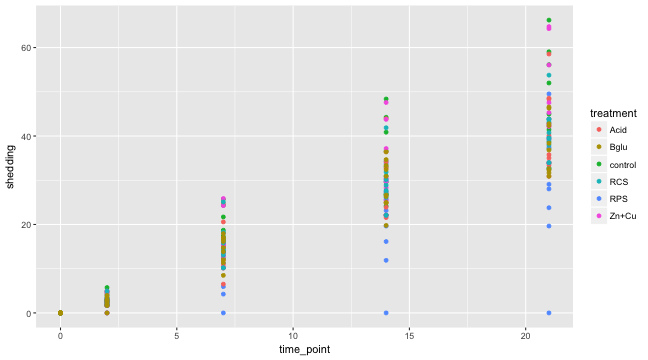 60
40
20
0
shedding
0
5
10
15
20
time_point
treatment
Acid
Bglu
control
RCS
RPS
Zn+Cu